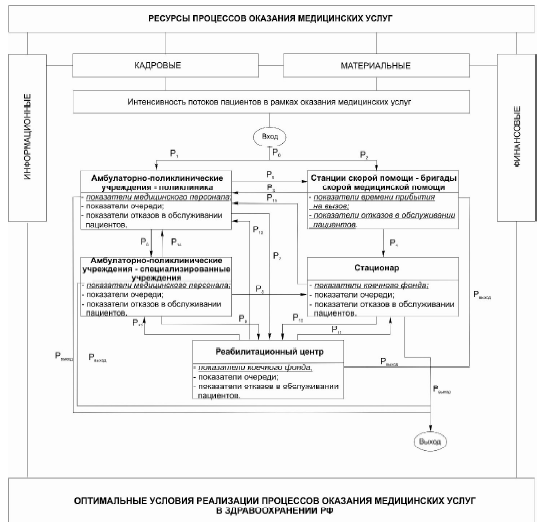 РЕСУРСЫ ПРОЦЕССОВ ОКАЗАНИЯ МЕДИЦИНСКИХ УСЛУГ
КАДРОВЫЕ
МАТЕРИАЛЬНЫЕ
ИНФОРМАЦИОННЫЕ
ФИНАНСОВЫЕ
Интенсивность потоков пациентов в рамках оказания медицинских услуг
Вход
P₀
P₁
P₂
Амбулаторно-поликлинические
учреждения - поликлиника
- показатели медицинского персонала;
- показатели очереди;
- показатели отказов в обслуживании
пациентов.
Станции скорой помощи - бригады
скорой медицинской помощи
- показатели времени прибытия
на вызов;
- показатели отказов в обслуживании
пациентов.
Амбулаторно-поликлинические
учреждения - специализированные
учреждения
- показатели медицинского персонала;
- показатели очереди;
- показатели отказов в обслуживании
пациентов.
Стационар
- показатели коечного фонда;
- показатели очереди;
- показатели отказов в обслуживании
пациентов.
Pвыход
Реабилитационный центр
- показатели коечного фонда;
- показатели очереди;
- показатели отказов в обслуживании
пациентов.
Pвыход
Pвыход
Pвыход
Выход
ОПТИМАЛЬНЫЕ УСЛОВИЯ РЕАЛИЗАЦИИ ПРОЦЕССОВ ОКАЗАНИЯ МЕДИЦИНСКИХ УСЛУГ
В ЗДРАВООХРАНЕНИИ РФ